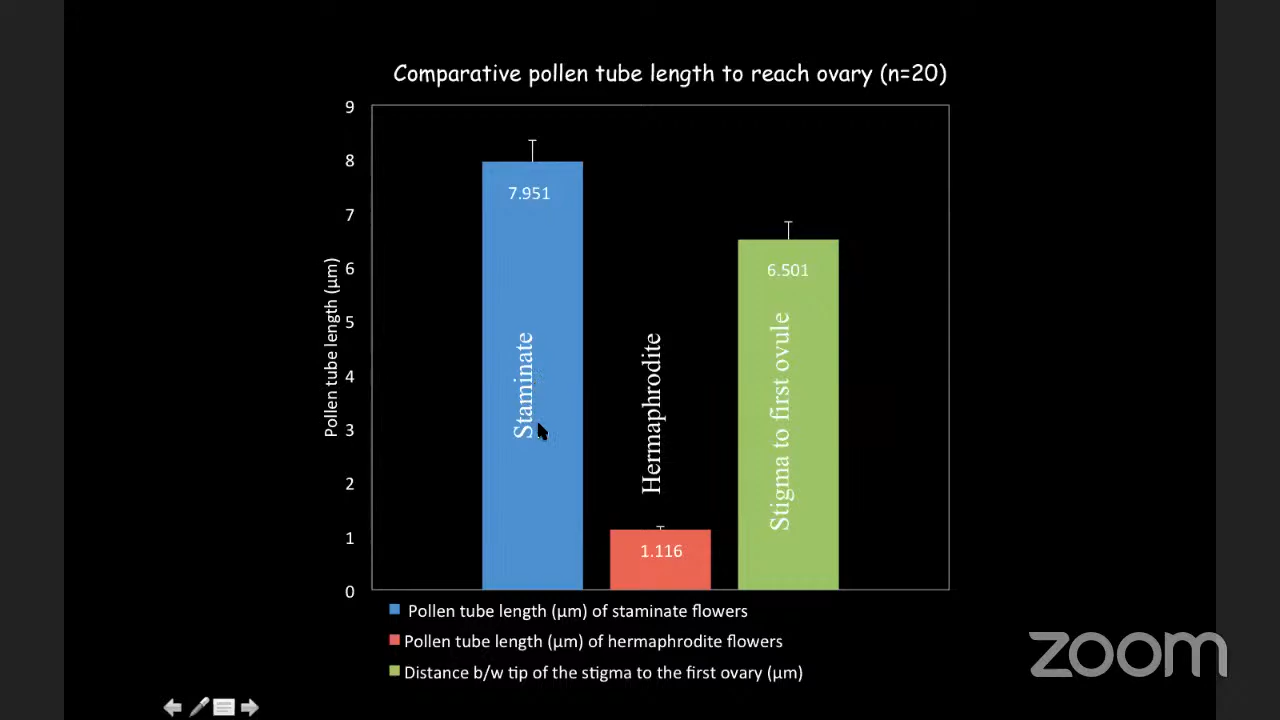 Comparative pollen tube length to reach ovary (n=20)
9
8
7
6
5
4
3
2
1
0
Pollen tube length (µm)
7.951
Staminate
1.116
Hermaphrodite
6.501
Stigma to first ovule
Pollen tube length (µm) of staminate flowers
Pollen tube length (µm) of hermaphrodite flowers
Distance b/w tip of the stigma to the first ovary (µm)
zoom